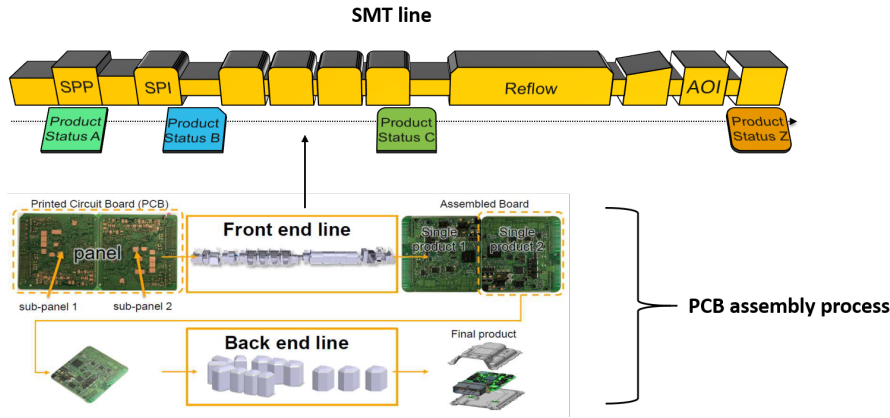 SMT line
SPP
SPI
Reflow
AOI
Product
Status A
Product
Status B
Product
Status C
Product
Status Z
Printed Circuit Board (PCB)
Assembled Board
Front end line
panel
Single
product 1
Single
product 2
sub-panel 1
sub-panel 2
PCB assembly process
Back end line
Final product